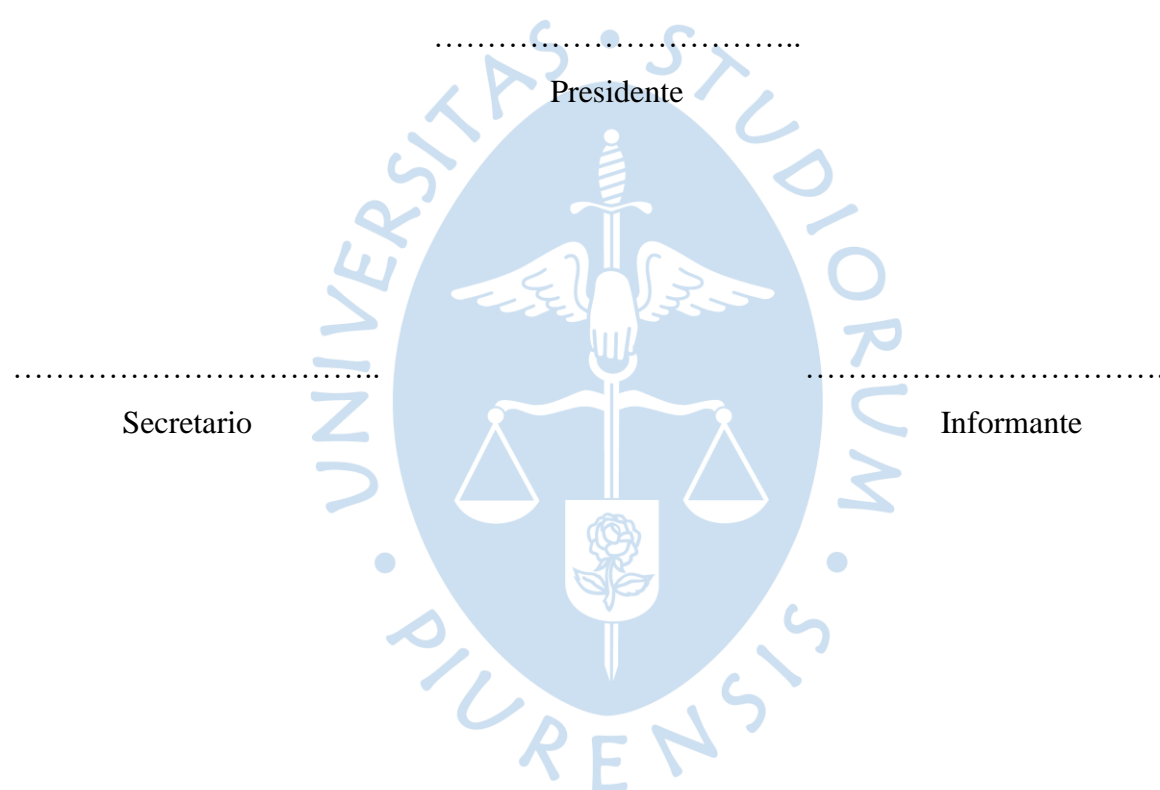 ………………………………..
Presidente
……………………………..
Secretario
……………………………..
Informante
UNIVERSITAS • STUDIORUM • PIURENSIS •